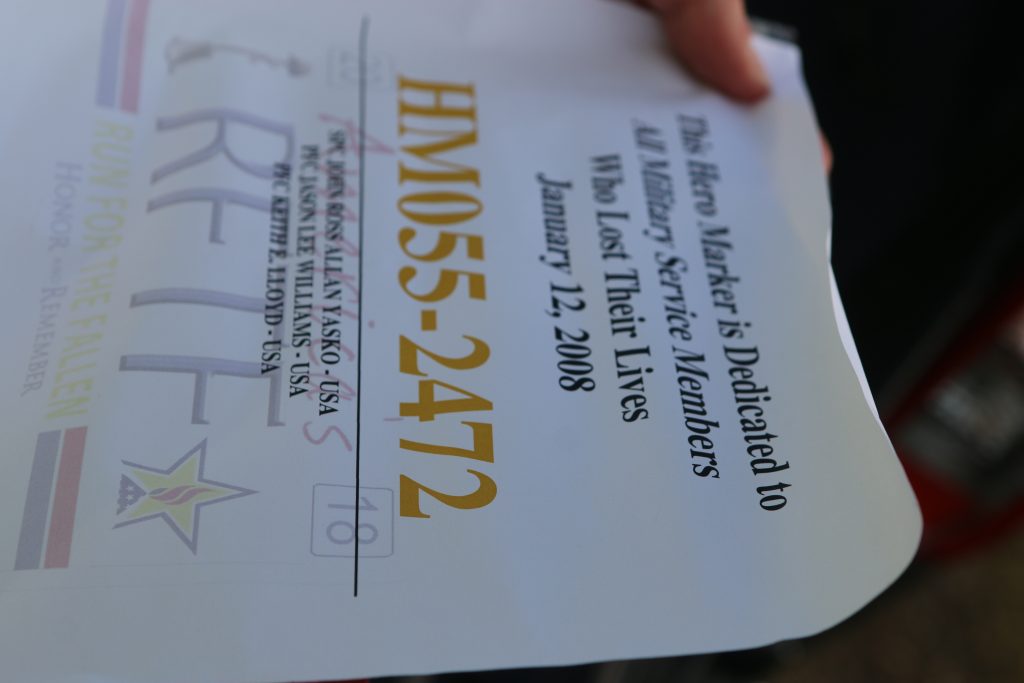 This Hero Marker is Dedicated to
All Military Service Members
Who Lost Their Lives
January 12, 2008
HM055-2472
18
SPC JOHN ROSS ALLAN YASKO - USA
PFC JASON LEE WILLIAMS - USA
PVC KEITH E. LLOYD - USA
RFTF
RUN FOR THE FALLEN
HONOR AND REMEMBER